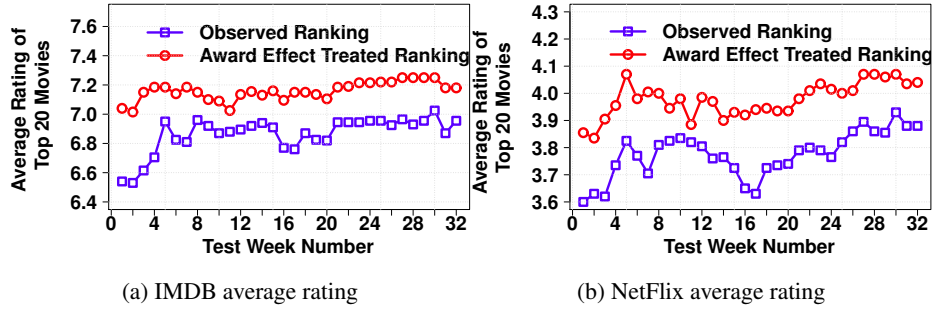 Average Rating of
Top 20 Movies
7.6
7.4
7.2
7.0
6.8
6.6
6.4
Observed Ranking
Award Effect Treated Ranking
0 4 8 12 16 20 24 28 32
Test Week Number
(a) IMDB average rating
Average Rating of
Top 20 Movies
4.3
4.2
4.1
4.0
3.9
3.8
3.7
3.6
Observed Ranking
Award Effect Treated Ranking
0 4 8 12 16 20 24 28 32
Test Week Number
(b) NetFlix average rating